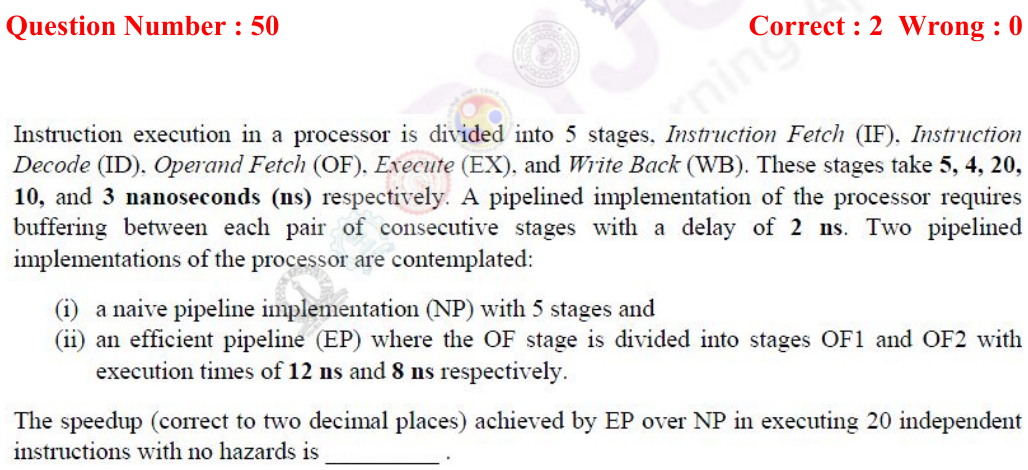 Question Number : 50
Correct : 2 Wrong : 0
Instruction execution in a processor is divided into 5 stages, Instruction Fetch (IF), Instruction
Decode (ID), Operand Fetch (OF), Execute (EX), and Write Back (WB). These stages take 5, 4, 20,
10, and 3 nanoseconds (ns) respectively. A pipelined implementation of the processor requires
buffering between each pair of consecutive stages with a delay of 2 ns. Two pipelined
implementations of the processor are contemplated:
(i) a naive pipeline implementation (NP) with 5 stages and
(ii) an efficient pipeline (EP) where the OF stage is divided into stages OF1 and OF2 with
execution times of 12 ns and 8 ns respectively.
The speedup (correct to two decimal places) achieved by EP over NP in executing 20 independent
instructions with no hazards is __________ .